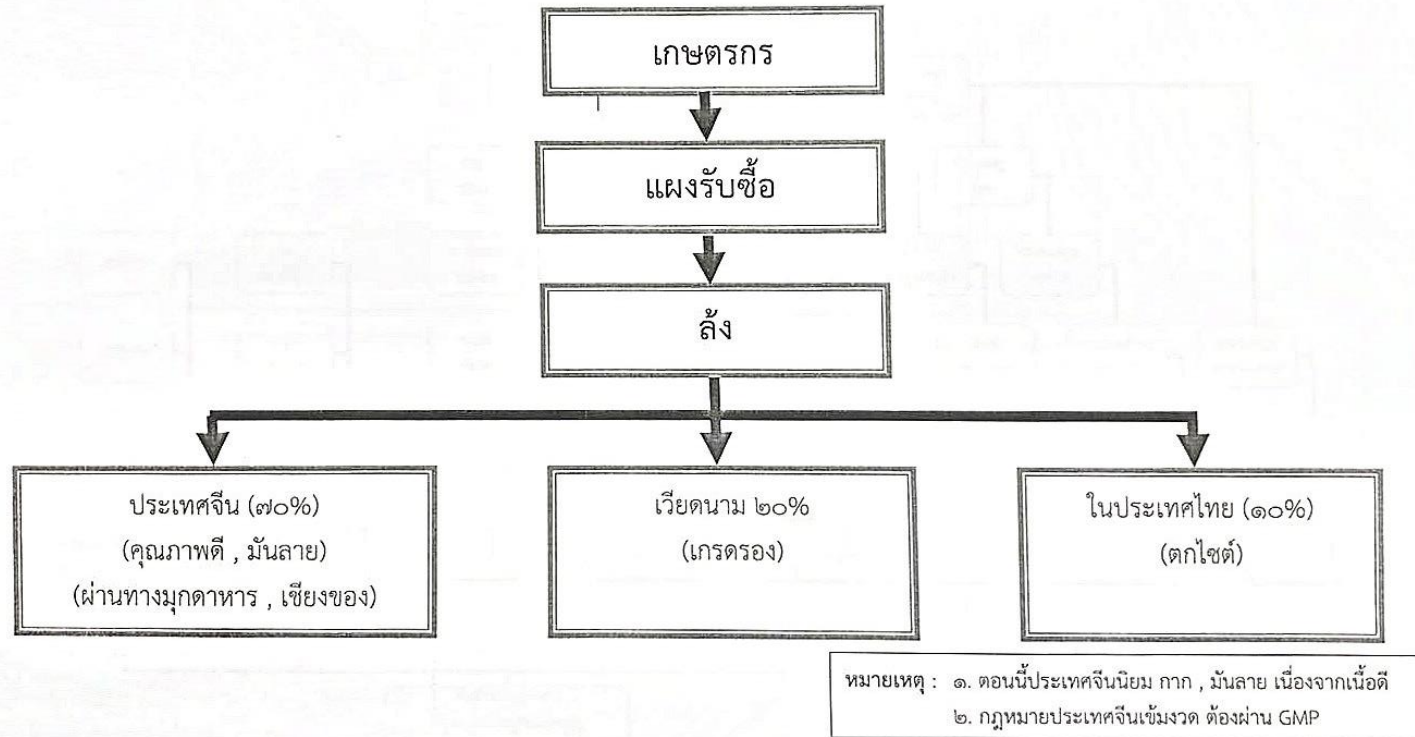 เกษตรกร
แผงรับซื้อ
ล้ง
ประเทศจีน (๗๐%)
(คุณภาพดี , มันลาย)
(ผ่านทางมุกดาหาร , เชียงของ)
เวียดนาม ๒๐%
(เกรดรอง)
ในประเทศไทย (๑๐%)
(ตกไซต์)
หมายเหตุ : ๑. ตอนนี้ประเทศจีนนิยม กาก , มันลาย เนื่องจากเนื้อดี
๒. กฎหมายประเทศจีนเข้มงวด ต้องผ่าน GMP